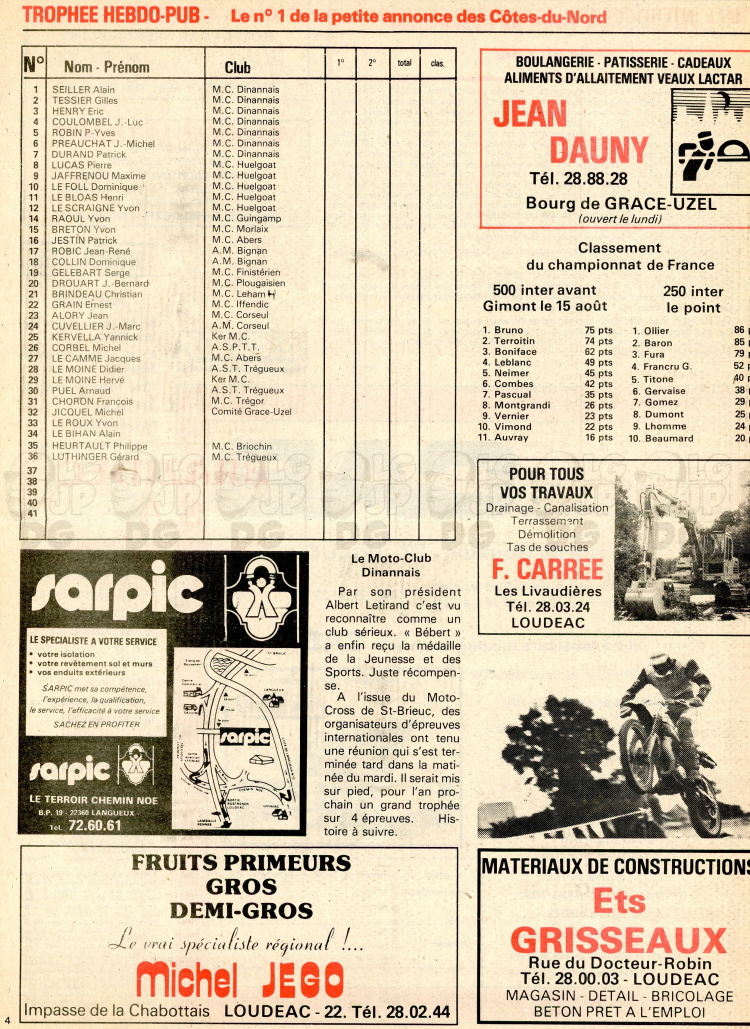 TROPHEE HEBDO-PUB - Le n° 1 de la petite annonce des Côtes-du-Nord
N° Nom - Prénom Club 1° 2° total clas.
1 SEILLER Alain M.C. Dinannais
2 TESSIER Gilles M.C. Dinannais
3 HENRY Eric M.C. Dinannais
4 COULOMBEL J.-Luc M.C. Dinannais
5 ROBIN P-Yves M.C. Dinannais
6 PREAUCHAT J.-Michel M.C. Dinannais
7 DURAND Patrick M.C. Dinannais
8 LUCAS Pierre M.C. Huelgoat
9 JAFFRENOU Maxime M.C. Huelgoat
10 LE FOLL Dominique M.C. Huelgoat
11 LE BLOAS Henri M.C. Huelgoat
12 LE SCRAIGNE Yvon M.C. Huelgoat
14 RAOUL Yvon M.C. Guingamp
15 BRETON Yvon M.C. Morlaix
16 JESTIN Patrick M.C. Abers
17 ROBIC Jean-René A.M. Bignan
18 COLLIN Dominique A.M. Bignan
19 GELEBART Serge M.C. Finistérien
20 DROUART J.-Bernard M.C. Plougaisien
21 BRINDEAU Christian M.C. Leham
22 GRAIN Ernest M.C. Iffendic
23 ALORY Jean M.C. Corseul
24 CUVELLIER J.-Marc A.M. Corseul
25 KERVELLA Yannick Ker M.C.
26 CORBEL Michel A.S.P.T.T.
27 LE CAMME Jacques M.C. Abers
28 LE MOINE Didier A.S.T. Trégueux
29 LE MOINE Hervé Ker M.C.
30 PUEL Arnaud A.S.T. Trégueux
31 CHORON François M.C. Trégor
32 JICQUEL Michel Comité Grace-Uzel
33 LE ROUX Yvon
34 LE BIHAN Alain
35 HEURTAULT Philippe M.C. Briochin
36 LUTHINGER Gérard M.C. Trégueux
37
38
39
40
41
BOULANGERIE - PATISSERIE - CADEAUX
ALIMENTS D'ALLAITEMENT VEAUX LACTAR
JEAN
DAUNY
Tél. 28.88.28
Bourg de GRACE-UZEL
(ouvert le lundi)
Classement
du championnat de France
500 inter avant
Gimont le 15 août
1. Bruno 75 pts
2. Terroitin 74 pts
3. Boniface 62 pts
4. Leblanc 49 pts
5. Neimer 45 pts
6. Combes 42 pts
7. Pascual 35 pts
8. Montgrandi 26 pts
9. Vernier 23 pts
10. Vimond 22 pts
11. Auvray 16 pts
250 inter
le point
1. Ollier 86 p
2. Baron 85 p
3. Fura 79 p
4. Francru G. 52 p
5. Titone 40 p
6. Gervaise 38
7. Gomez 29
8. Dumont 25
9. Lhomme 24
10. Beaumard 20
POUR TOUS
VOS TRAVAUX
Drainage - Canalisation
Terrassement
Démolition
Tas de souches
F. CARREE
Les Livaudières
Tél. 28.03.24
LOUDEAC
sarpic
LE SPECIALISTE A VOTRE SERVICE
• votre isolation
• votre revêtement sol et murs
• vos enduits extérieurs
SARPIC met sa compétence,
l'expérience, la qualification,
le service, l'efficacité à votre service
SACHEZ EN PROFITER
sarpic
LE TERROIR CHEMIN NOE
B.P. 19 - 22360 LANGUEUX
Tel. 72.60.61
LANGUEUX
sarpic
CHEMIN NOE
Le Moto-Club
Dinannais
Par son président
Albert Letirand c'est vu
reconnaître comme un
club sérieux. « Bébert »
a enfin reçu la médaille
de la Jeunesse et des
Sports. Juste récompen-
se.
A l'issue du Moto-
Cross de St-Brieuc, des
organisateurs d'épreuves
internationales ont tenu
une réunion qui s'est ter-
minée tard dans la mati-
née du mardi. Il serait mis
sur pied, pour l'an pro-
chain un grand trophée
sur 4 épreuves. His-
toire à suivre.
FRUITS PRIMEURS
GROS
DEMI-GROS
Le vrai spécialiste régional !...
Michel JEGO
Impasse de la Chabottais LOUDEAC - 22. Tél. 28.02.44
MATERIAUX DE CONSTRUCTIONS
Ets
GRISSEAUX
Rue du Docteur-Robin
Tél. 28.00.03 - LOUDEAC
MAGASIN - DETAIL - BRICOLAGE
BETON PRET A L'EMPLOI
4